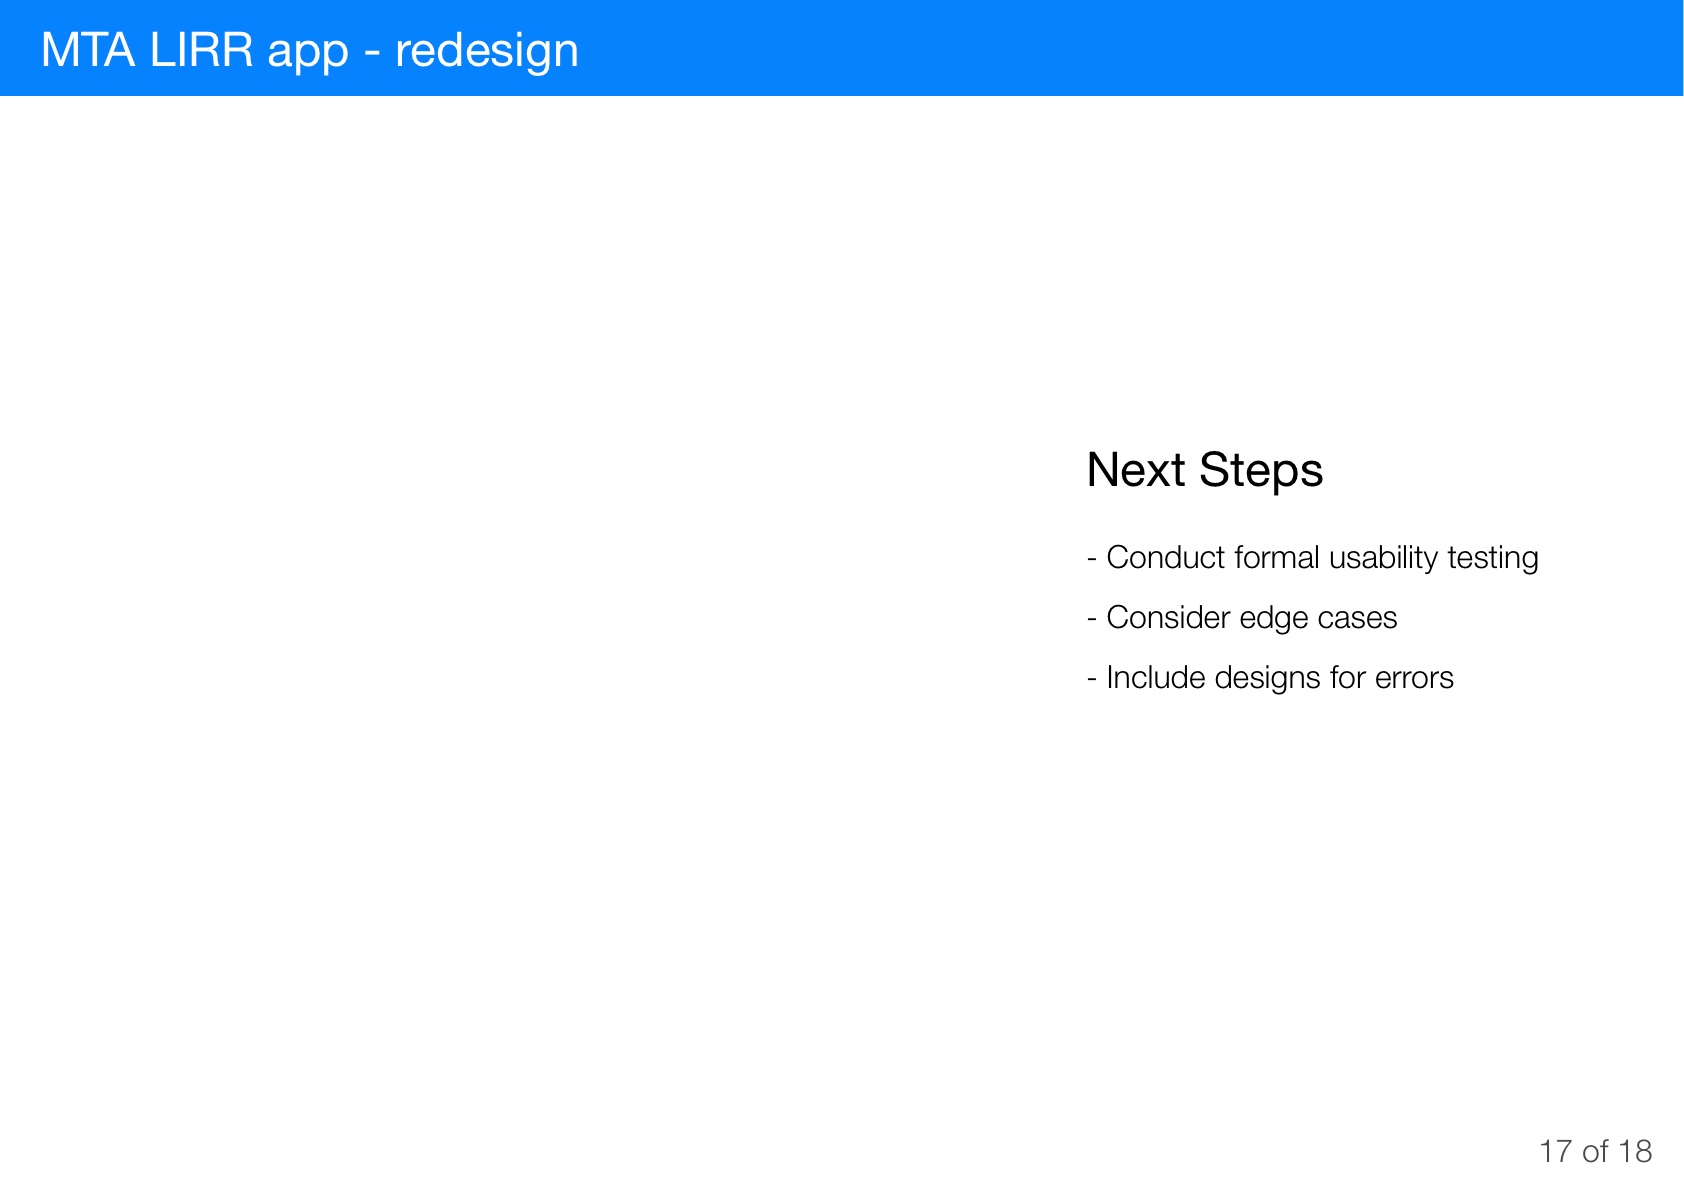 MTA LIRR app - redesign
Next Steps
- Conduct formal usability testing
- Consider edge cases
- Include designs for errors
17 of 18